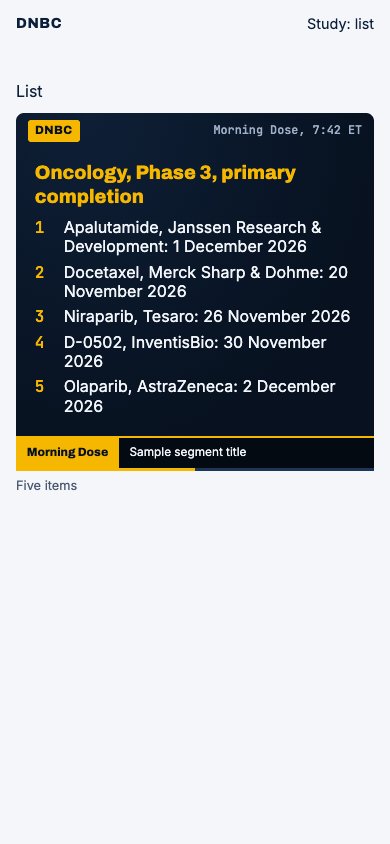 DNBC
Study: list
List
DNBC
Morning Dose, 7:42 ET
Oncology, Phase 3, primary
completion
1 Apalutamide, Janssen Research &
Development: 1 December 2026
2 Docetaxel, Merck Sharp & Dohme: 20
November 2026
3 Niraparib, Tesaro: 26 November 2026
4 D-0502, InventisBio: 30 November
2026
5 Olaparib, AstraZeneca: 2 December
2026
Morning Dose
Sample segment title
Five items